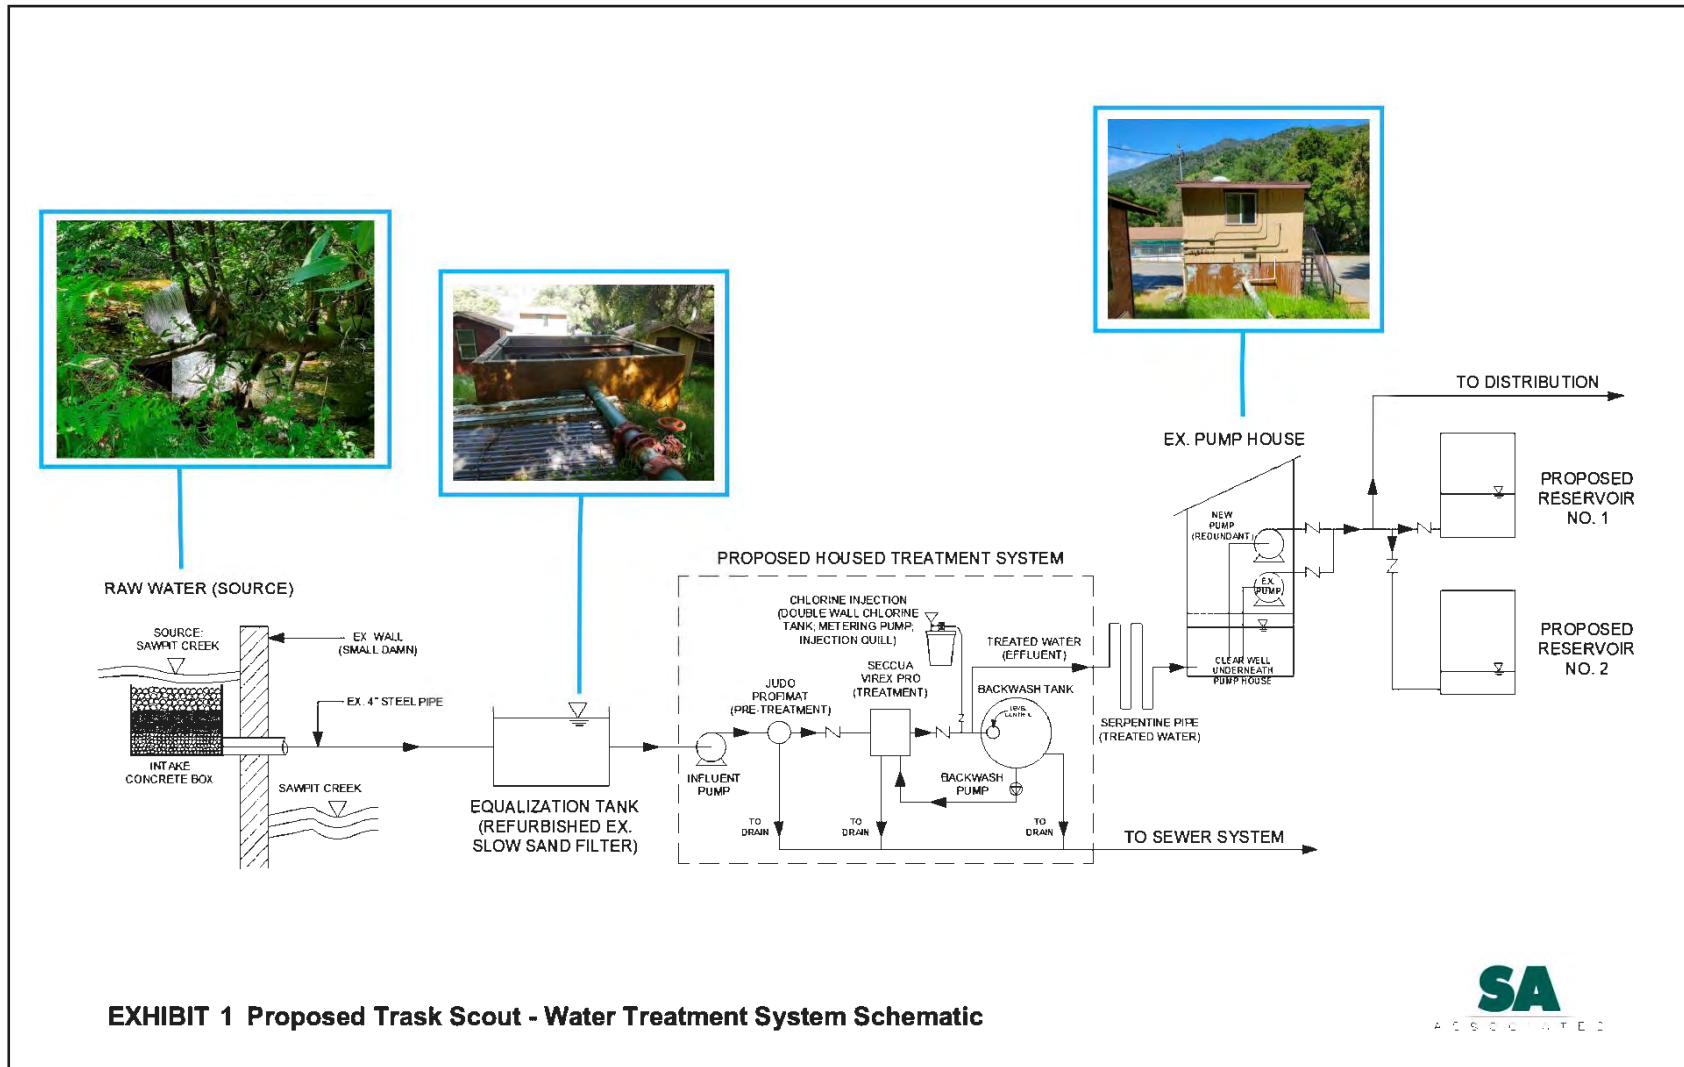 TO DISTRIBUTION
EX. PUMP HOUSE
PROPOSED
RESERVOIR
NO. 1
NEW
PUMP
(REDUNDANT)
EX.
PUMP
PROPOSED HOUSED TREATMENT SYSTEM
RAW WATER (SOURCE)
CHLORINE INJECTION
(DOUBLE WALL CHLORINE
TANK; METERING PUMP;
INJECTION QUILL)
SOURCE:
SAWPIT CREEK
EX. WALL
(SMALL DAMN)
TREATED WATER
(EFFLUENT)
PROPOSED
RESERVOIR
NO. 2
SECCUA
VIREX PRO
(TREATMENT)
CLEAR WELL
UNDERNEATH
PUMP HOUSE
JUDO
PROFIMAT
(PRE-TREATMENT)
BACKWASH TANK
EX. 4" STEEL PIPE
LEVEL
CONTROL
SERPENTINE PIPE
(TREATED WATER)
INTAKE
CONCRETE BOX
INFLUENT
PUMP
BACKWASH
PUMP
SAWPIT CREEK
EQUALIZATION TANK
(REFURBISHED EX.
SLOW SAND FILTER)
TO
DRAIN
TO
DRAIN
TO
DRAIN
TO SEWER SYSTEM
EXHIBIT 1 Proposed Trask Scout - Water Treatment System Schematic
SA
ASSOCIATED